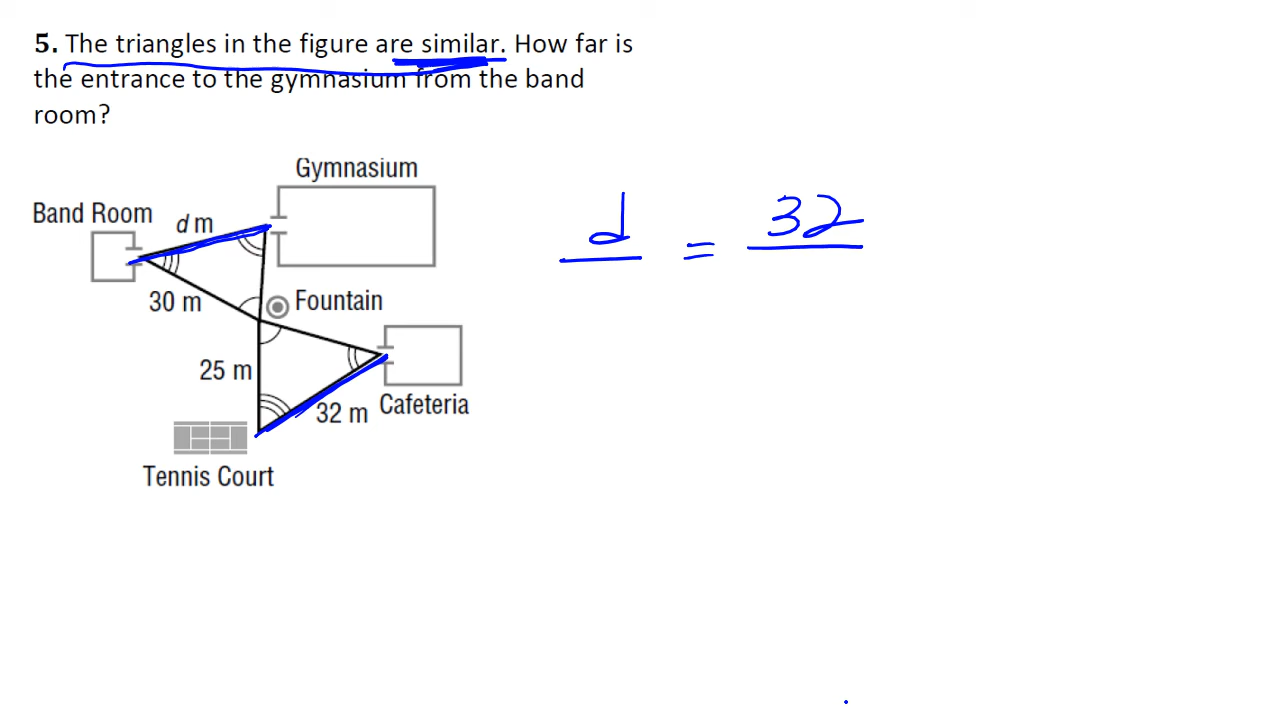 5. The triangles in the figure are similar. How far is
the entrance to the gymnasium from the band
room?
Gymnasium
Band Room
d m
30 m
Fountain
25 m
32 m
Cafeteria
Tennis Court
d = 32